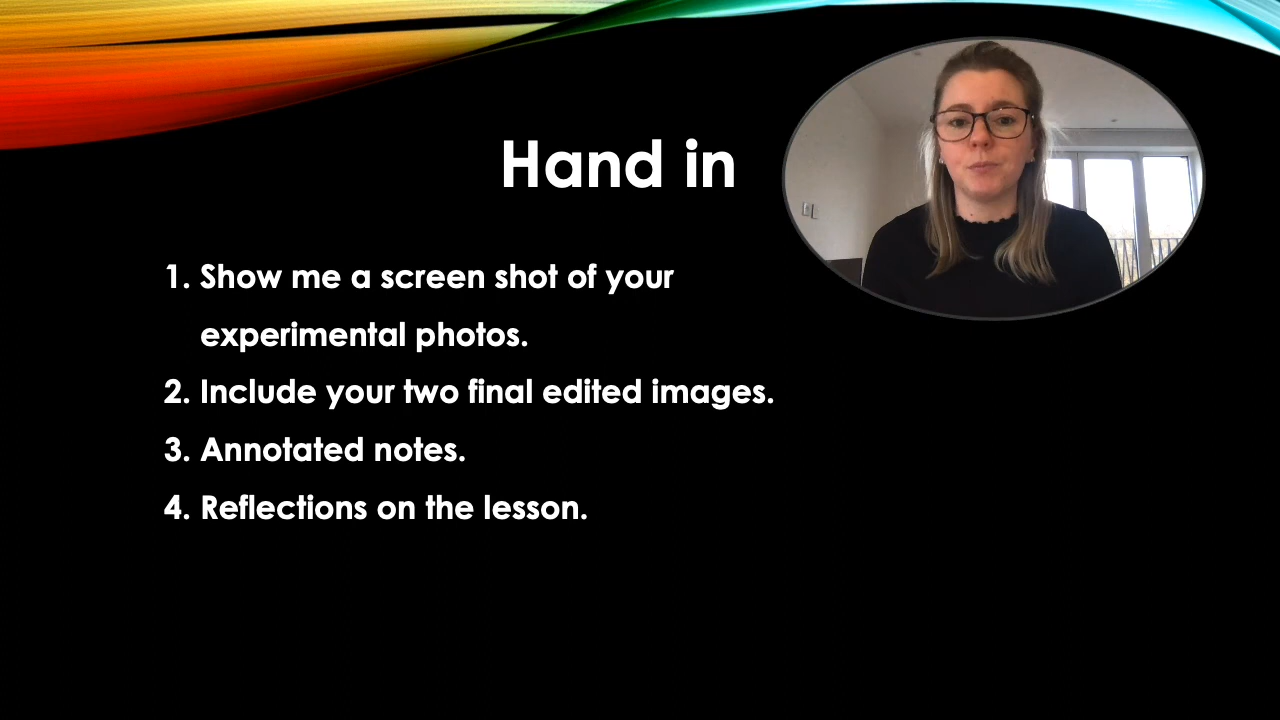 Hand in
1. Show me a screen shot of your
experimental photos.
2. Include your two final edited images.
3. Annotated notes.
4. Reflections on the lesson.